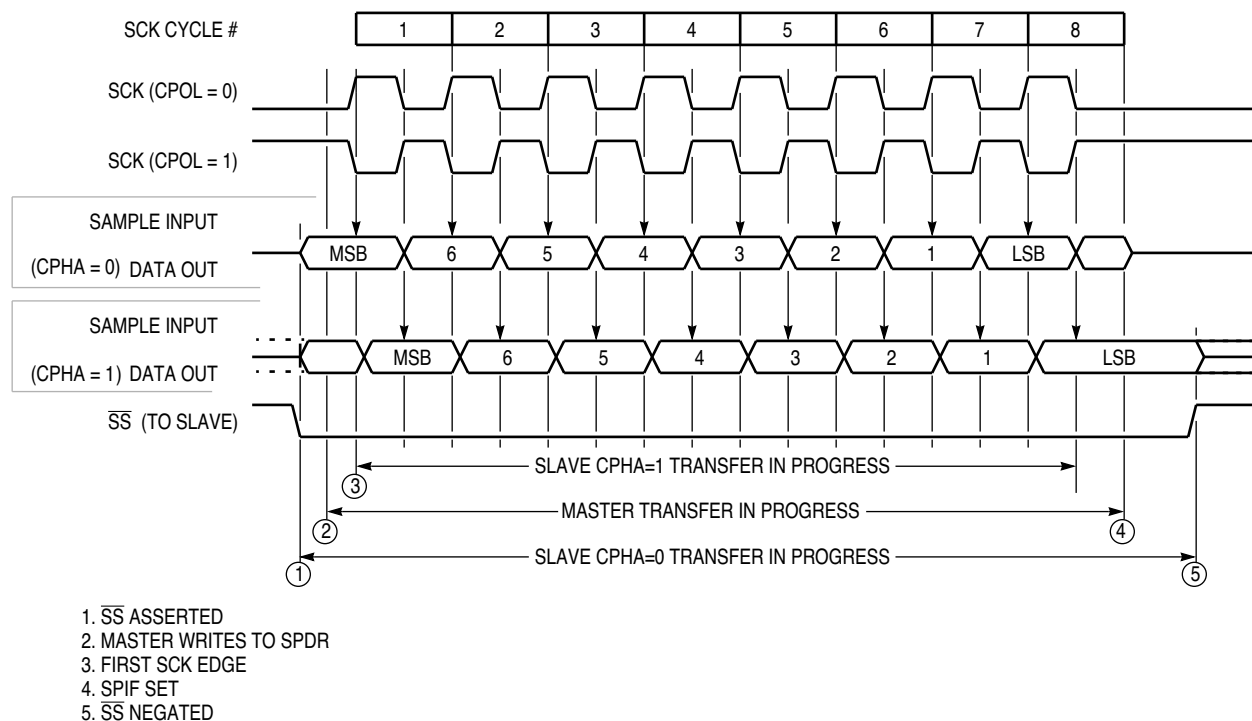 SCK CYCLE # 1 2 3 4 5 6 7 8
SCK (CPOL = 0)
SCK (CPOL = 1)
SAMPLE INPUT
MSB 6 5 4 3 2 1 LSB
(CPHA = 0) DATA OUT
SAMPLE INPUT
MSB 6 5 4 3 2 1 LSB
(CPHA = 1) DATA OUT
S̅S̅ (TO SLAVE)
SLAVE CPHA=1 TRANSFER IN PROGRESS
3
MASTER TRANSFER IN PROGRESS
2 4
SLAVE CPHA=0 TRANSFER IN PROGRESS
1 5
1. S̅S̅ ASSERTED
2. MASTER WRITES TO SPDR
3. FIRST SCK EDGE
4. SPIF SET
5. S̅S̅ NEGATED